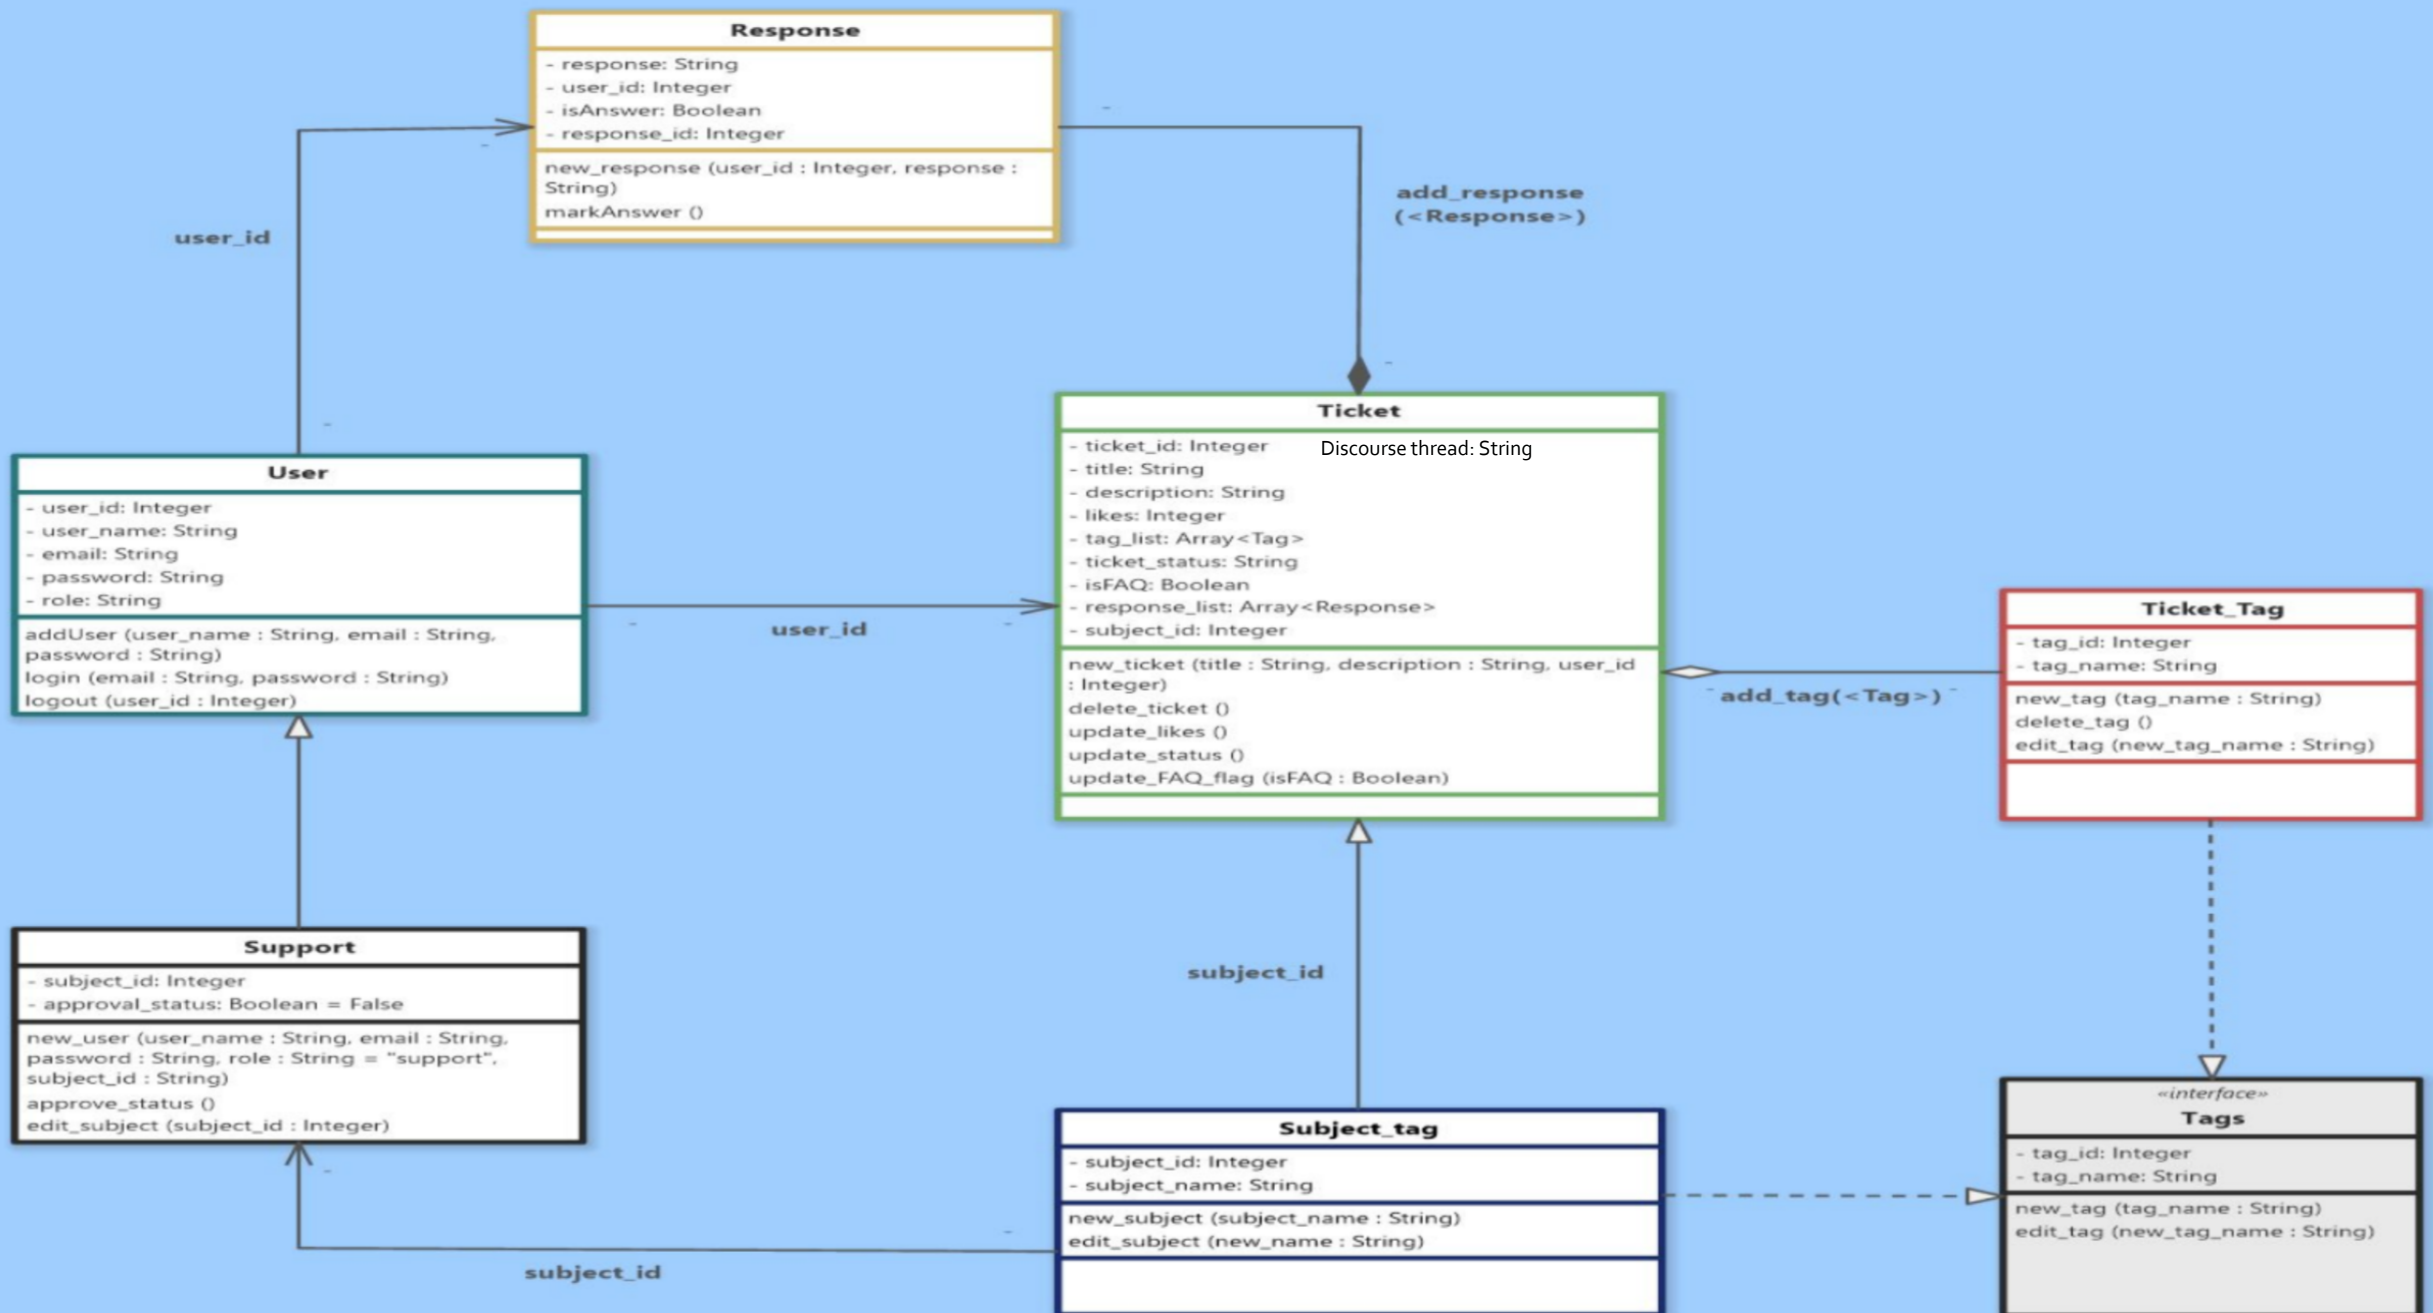 Response
- response: String
- user_id: Integer
- isAnswer: Boolean
- response_id: Integer
new_response (user_id : Integer, response :
String)
markAnswer ()
user_id
add_response
(<Response>)
User
- user_id: Integer
- user_name: String
- email: String
- password: String
- role: String
addUser (user_name : String, email : String,
password : String)
login (email : String, password : String)
logout (user_id : Integer)
user_id
Ticket
- ticket_id: Integer
Discourse thread: String
- title: String
- description: String
- likes: Integer
- tag_list: Array<Tag>
- ticket_status: String
- isFAQ: Boolean
- response_list: Array<Response>
- subject_id: Integer
new_ticket (title : String, description : String, user_id
: Integer)
delete_ticket ()
update_likes ()
update_status ()
update_FAQ_flag (isFAQ : Boolean)
add_tag(<Tag>)
Ticket_Tag
- tag_id: Integer
- tag_name: String
new_tag (tag_name : String)
delete_tag ()
edit_tag (new_tag_name : String)
Support
- subject_id: Integer
- approval_status: Boolean = False
new_user (user_name : String, email : String,
password : String, role : String = "support",
subject_id : String)
approve_status ()
edit_subject (subject_id : Integer)
subject_id
subject_id
Subject_tag
- subject_id: Integer
- subject_name: String
new_subject (subject_name : String)
edit_subject (new_name : String)
«interface»
Tags
- tag_id: Integer
- tag_name: String
new_tag (tag_name : String)
edit_tag (new_tag_name : String)